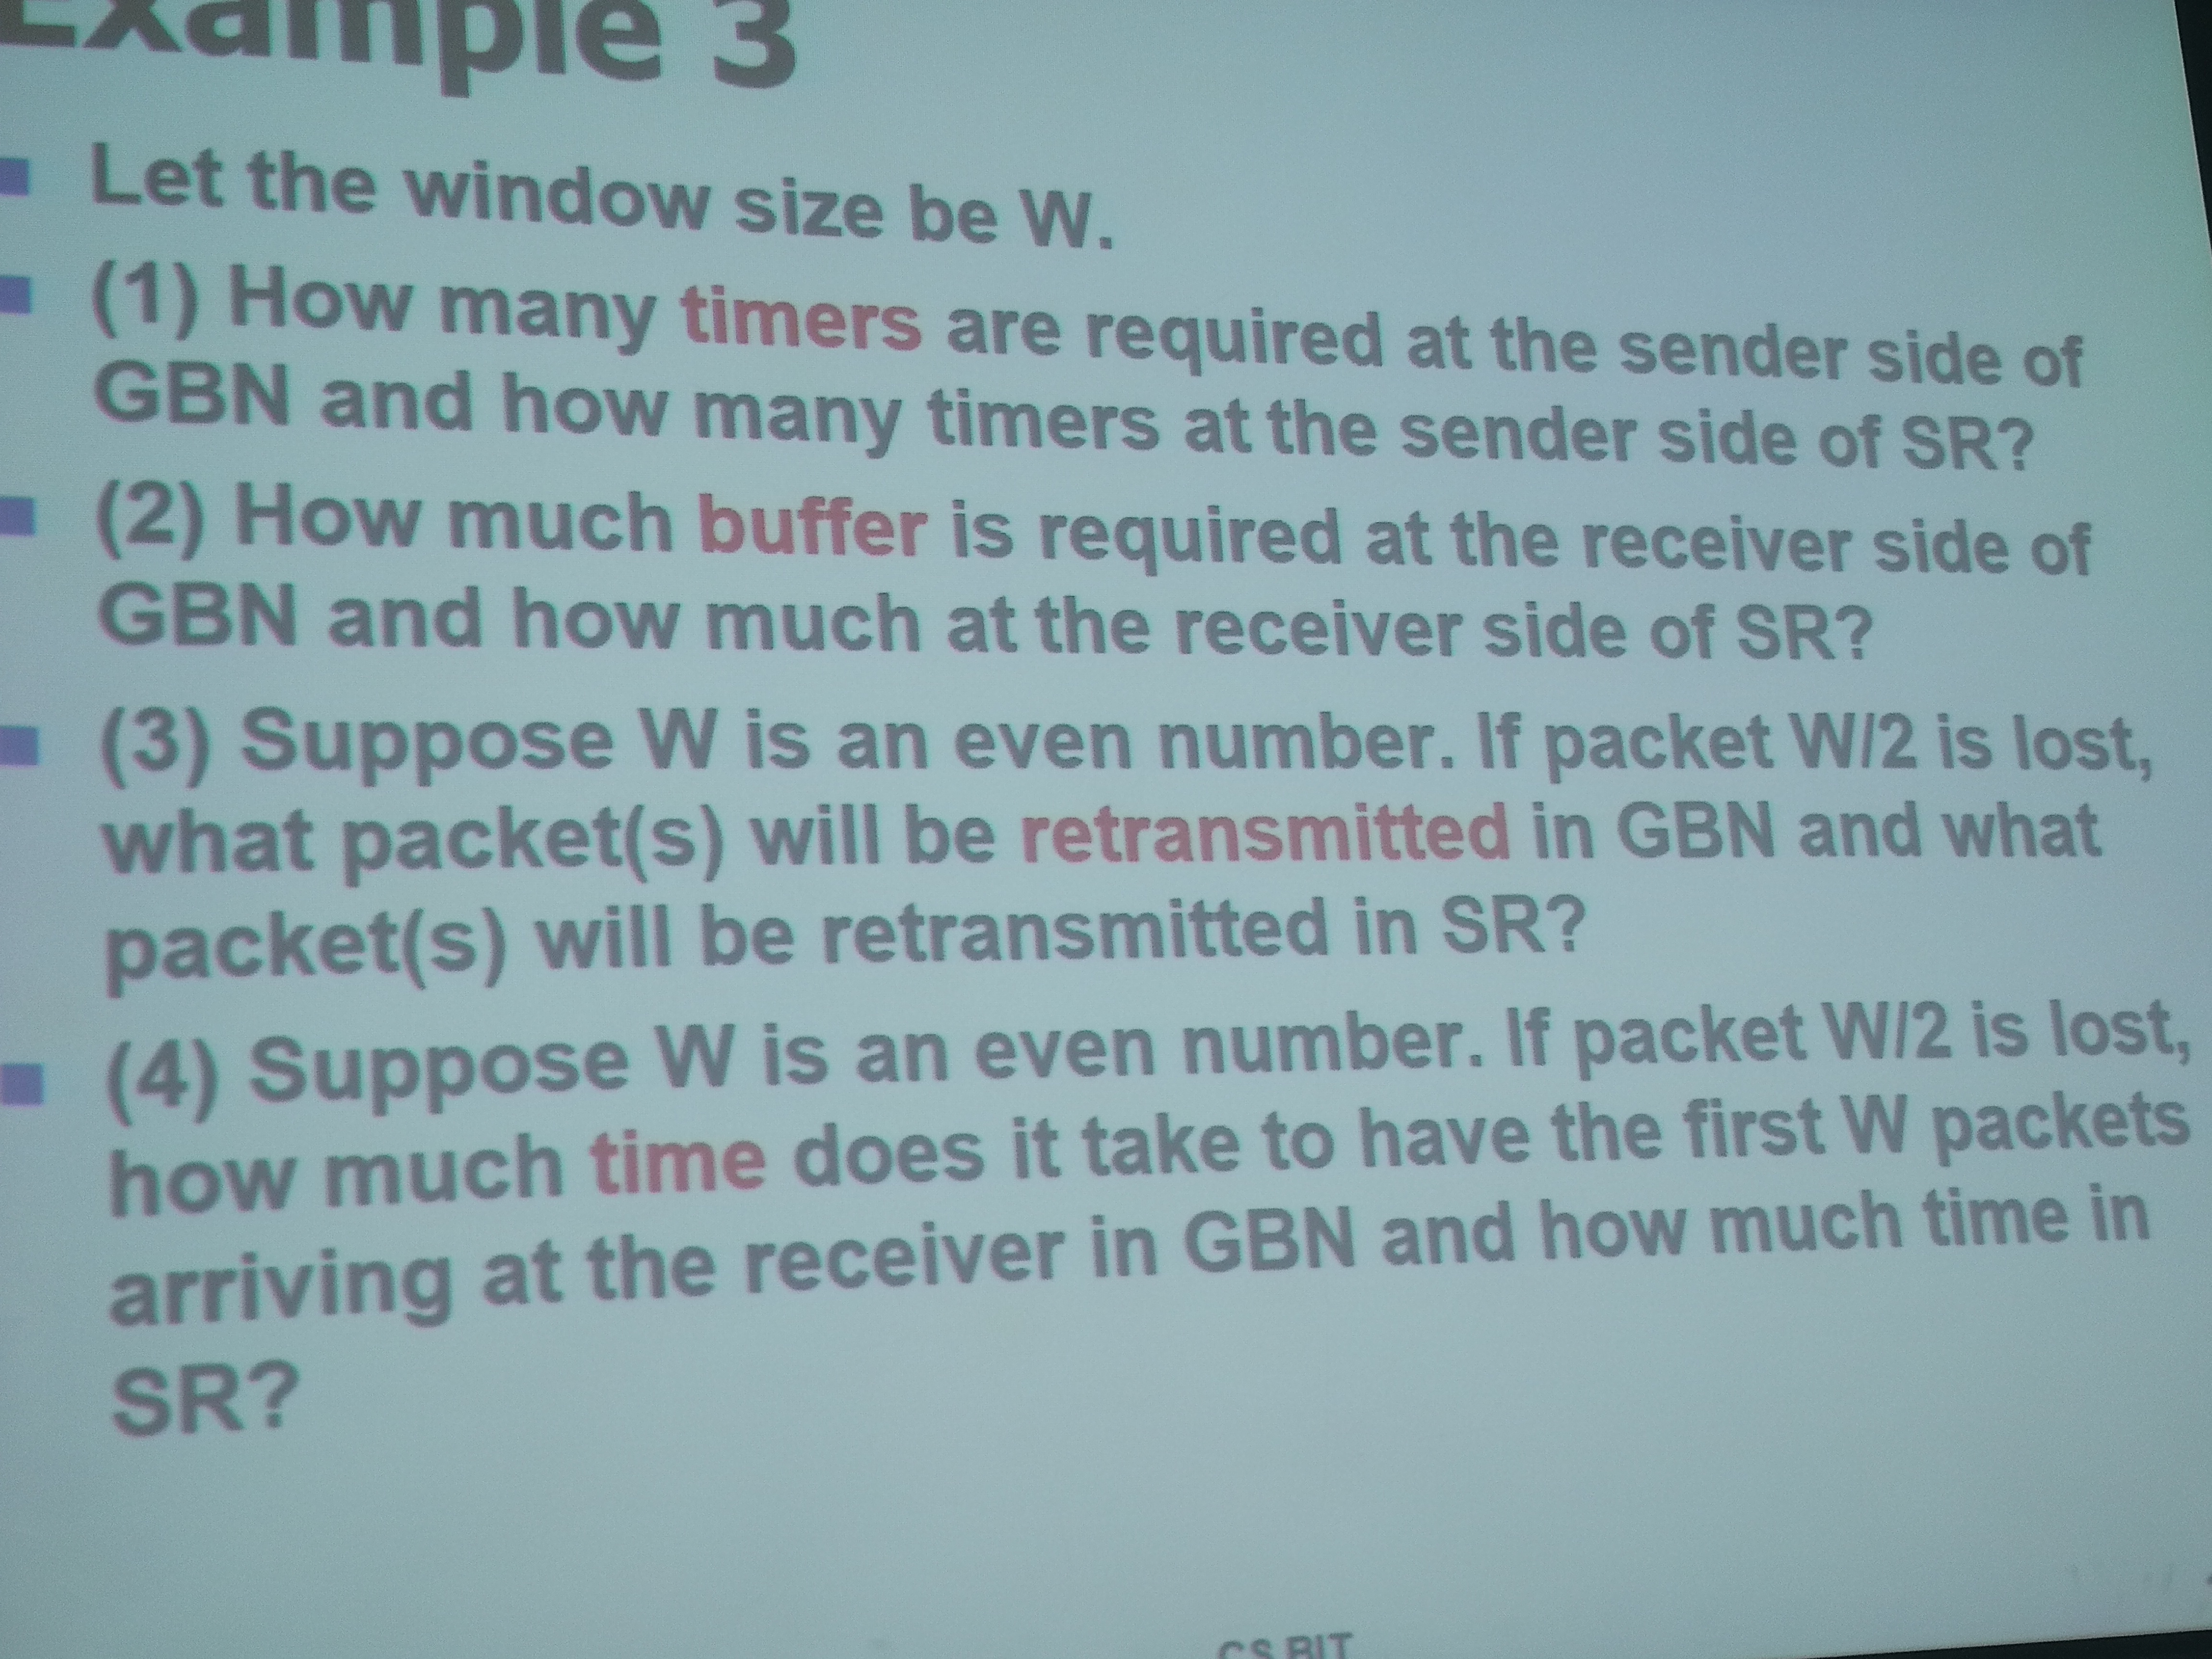 Example 3
Let the window size be W.
(1) How many timers are required at the sender side of
GBN and how many timers at the sender side of SR?
(2) How much buffer is required at the receiver side of
GBN and how much at the receiver side of SR?
(3) Suppose W is an even number. If packet W/2 is lost,
what packet(s) will be retransmitted in GBN and what
packet(s) will be retransmitted in SR?
(4) Suppose W is an even number. If packet W/2 is lost,
how much time does it take to have the first W packets
arriving at the receiver in GBN and how much time in
SR?
CS BIT